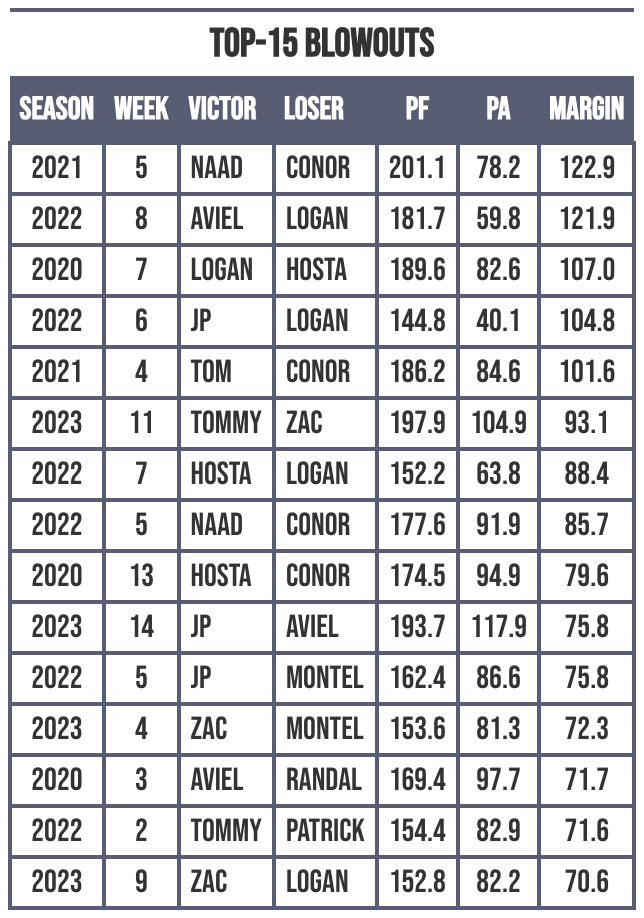 TOP-15 BLOWOUTS
SEASON WEEK VICTOR LOSER PF PA MARGIN
2021 5 NAAD CONOR 201.1 78.2 122.9
2022 8 AVIEL LOGAN 181.7 59.8 121.9
2020 7 LOGAN HOSTA 189.6 82.6 107.0
2022 6 JP LOGAN 144.8 40.1 104.8
2021 4 TOM CONOR 186.2 84.6 101.6
2023 11 TOMMY ZAC 197.9 104.9 93.1
2022 7 HOSTA LOGAN 152.2 63.8 88.4
2022 5 NAAD CONOR 177.6 91.9 85.7
2020 13 HOSTA CONOR 174.5 94.9 79.6
2023 14 JP AVIEL 193.7 117.9 75.8
2022 5 JP MONTEL 162.4 86.6 75.8
2023 4 ZAC MONTEL 153.6 81.3 72.3
2020 3 AVIEL RANDAL 169.4 97.7 71.7
2022 2 TOMMY PATRICK 154.4 82.9 71.6
2023 9 ZAC LOGAN 152.8 82.2 70.6